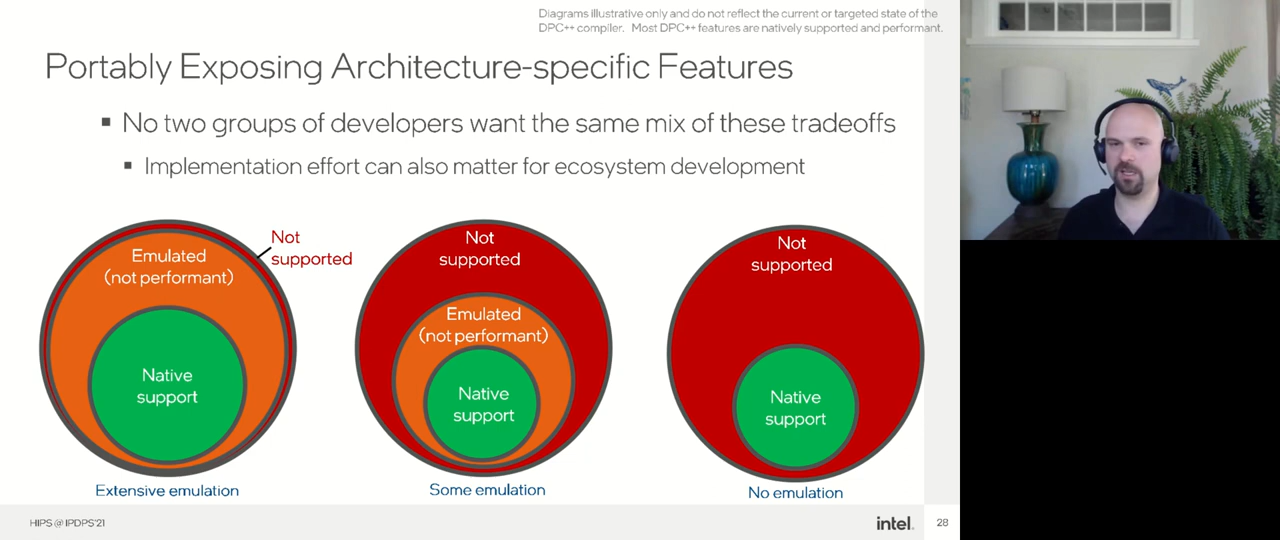 Diagrams illustrative only and do not reflect the current or targeted state of the
DPC++ compiler. Most DPC++ features are natively supported and performant.
Portably Exposing Architecture-specific Features
No two groups of developers want the same mix of these tradeoffs
Implementation effort can also matter for ecosystem development
Emulated
(not performant)
Not
supported
Native
support
Extensive emulation
Not
supported
Emulated
(not performant)
Native
support
Some emulation
Not
supported
Native
support
No emulation
HIPS @ IPDPS'21
intel.
28